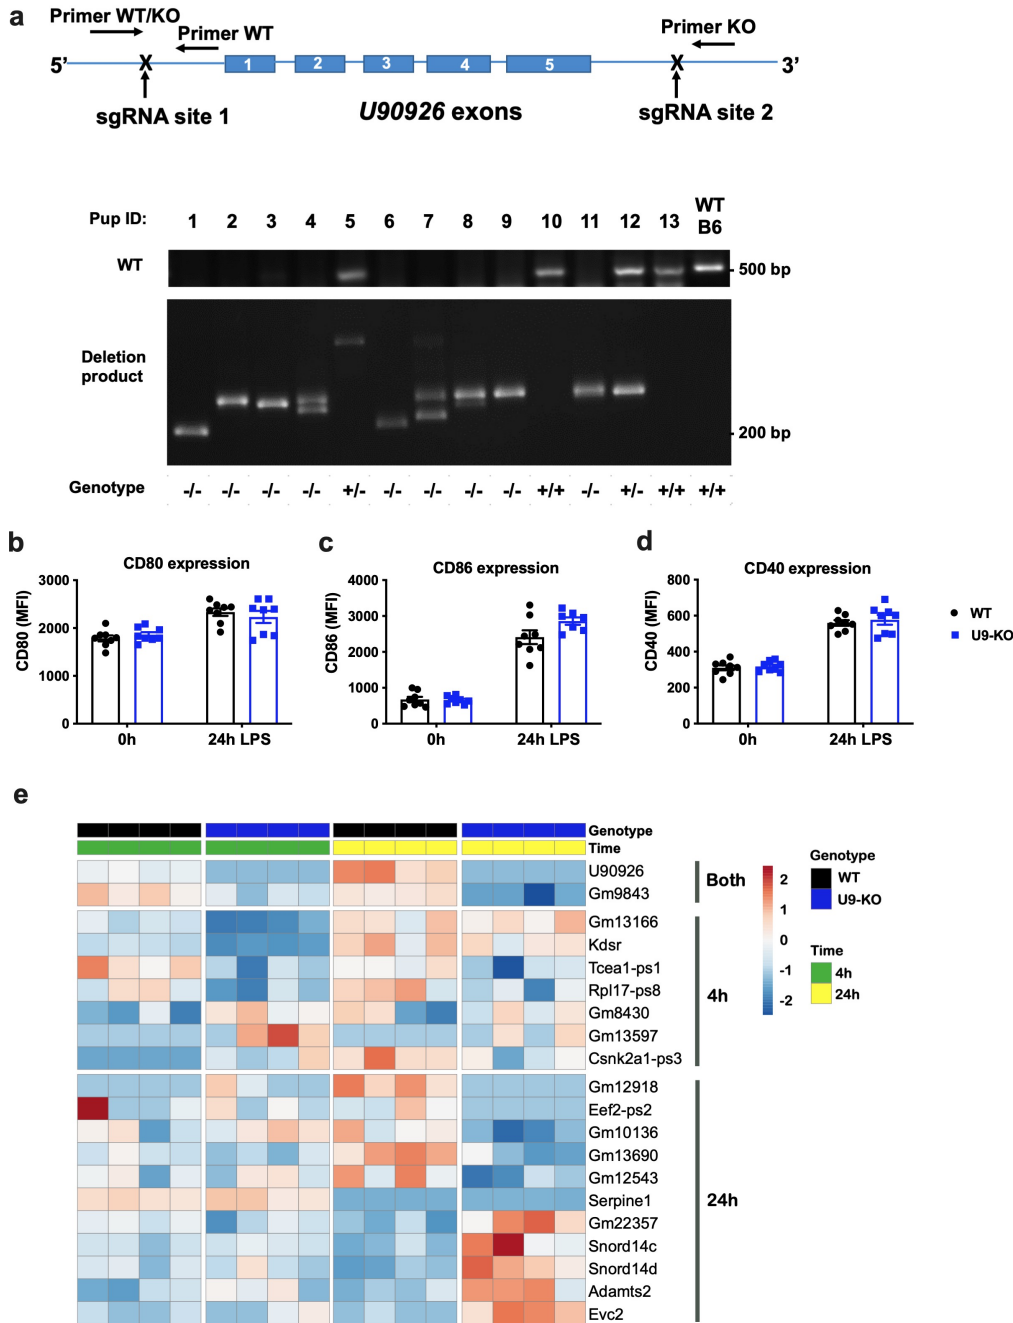 a
Primer WT/KO
Primer WT
Primer KO
5’
X
1
2
3
4
5
X
3’
sgRNA site 1
U90926 exons
sgRNA site 2
Pup ID:
1 2 3 4 5 6 7 8 9 10 11 12 13 WT B6
WT
500 bp
Deletion
product
200 bp
Genotype
-/- -/- -/- -/- +/- -/- -/- -/- -/- +/+ -/- +/- +/+ +/+
b
CD80 expression
CD80 (MFI)
3000
2000
1000
0
0h
24h LPS
c
CD86 expression
CD86 (MFI)
4000
3000
2000
1000
0
0h
24h LPS
d
CD40 expression
CD40 (MFI)
800
600
400
200
0
0h
24h LPS
WT
U9-KO
e
Genotype
Time
U90926
Gm9843
Both
Gm13166
Kdsr
Tcea1-ps1
Rpl17-ps8
Gm8430
Gm13597
Csnk2a1-ps3
4h
Gm12918
Eef2-ps2
Gm10136
Gm13690
Gm12543
Serpine1
Gm22357
Snord14c
Snord14d
Adamts2
Evc2
24h
2
1
0
-1
-2
Genotype
WT
U9-KO
Time
4h
24h